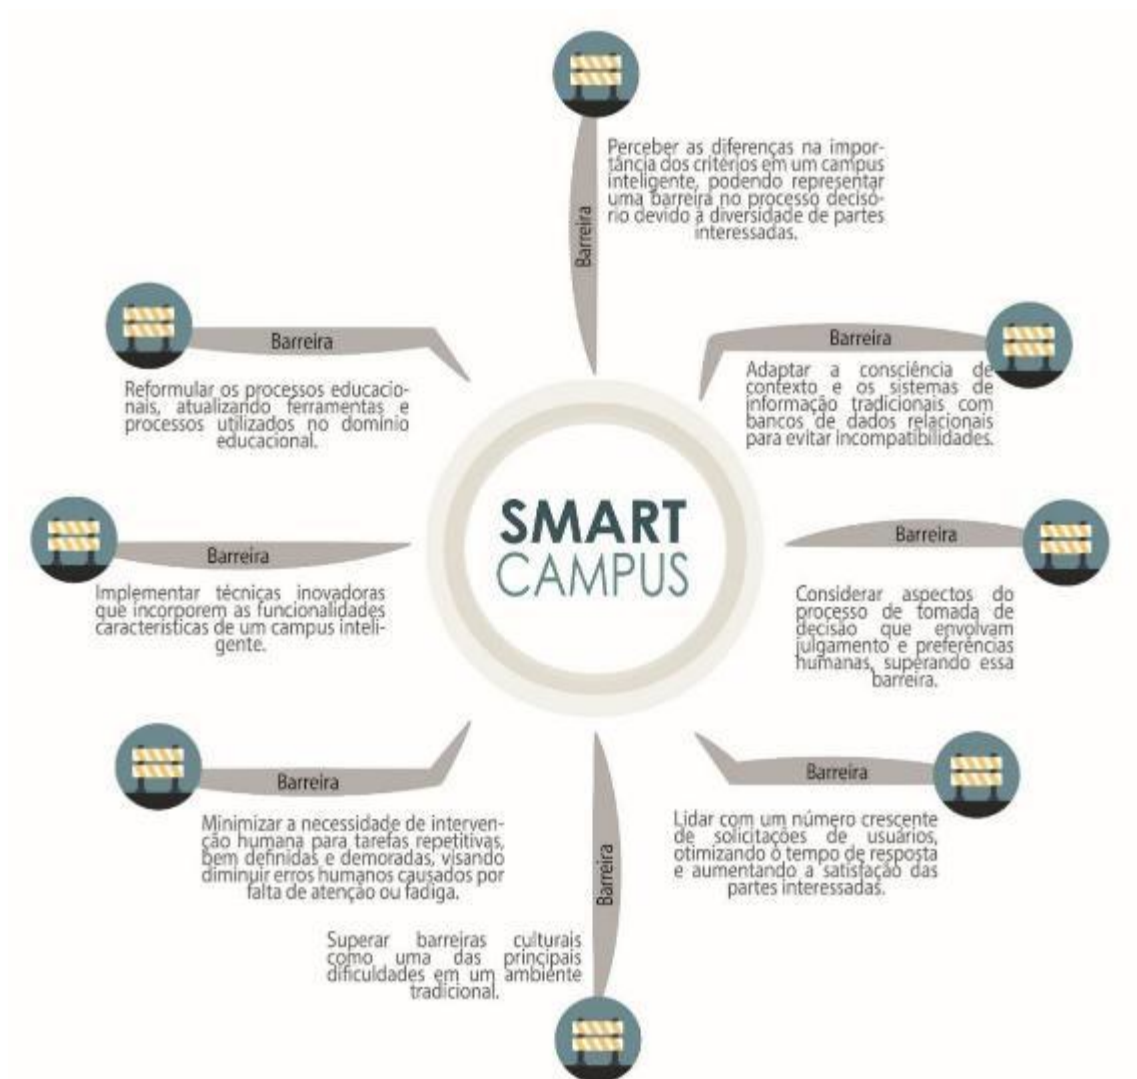 Barreira
Perceber as diferenças na impor-
tância dos critérios em um campus
inteligente, podendo representar
uma barreira no processo decisó-
rio devido à diversidade de partes
interessadas.
Barreira
Adaptar a consciência de
contexto e os sistemas de
informação tradicionais com
bancos de dados relacionais
para evitar incompatibilidades.
Barreira
Reformular os processos educacio-
nais, atualizando ferramentas e
processos utilizados no domínio
educacional.
SMART
CAMPUS
Barreira
Considerar aspectos do
processo de tomada de
decisão que envolvam
julgamento e preferências
humanas, superando essa
barreira.
Barreira
Implementar técnicas inovadoras
que incorporem as funcionalidades
características de um campus inteli-
gente.
Barreira
Lidar com um número crescente
de solicitações de usuários,
otimizando o tempo de resposta
e aumentando a satisfação das
partes interessadas.
Barreira
Minimizar a necessidade de interven-
ção humana para tarefas repetitivas,
bem definidas e demoradas, visando
diminuir erros humanos causados por
falta de atenção ou fadiga.
Barreira
Superar barreiras culturais
como uma das principais
dificuldades em um ambiente
tradicional.